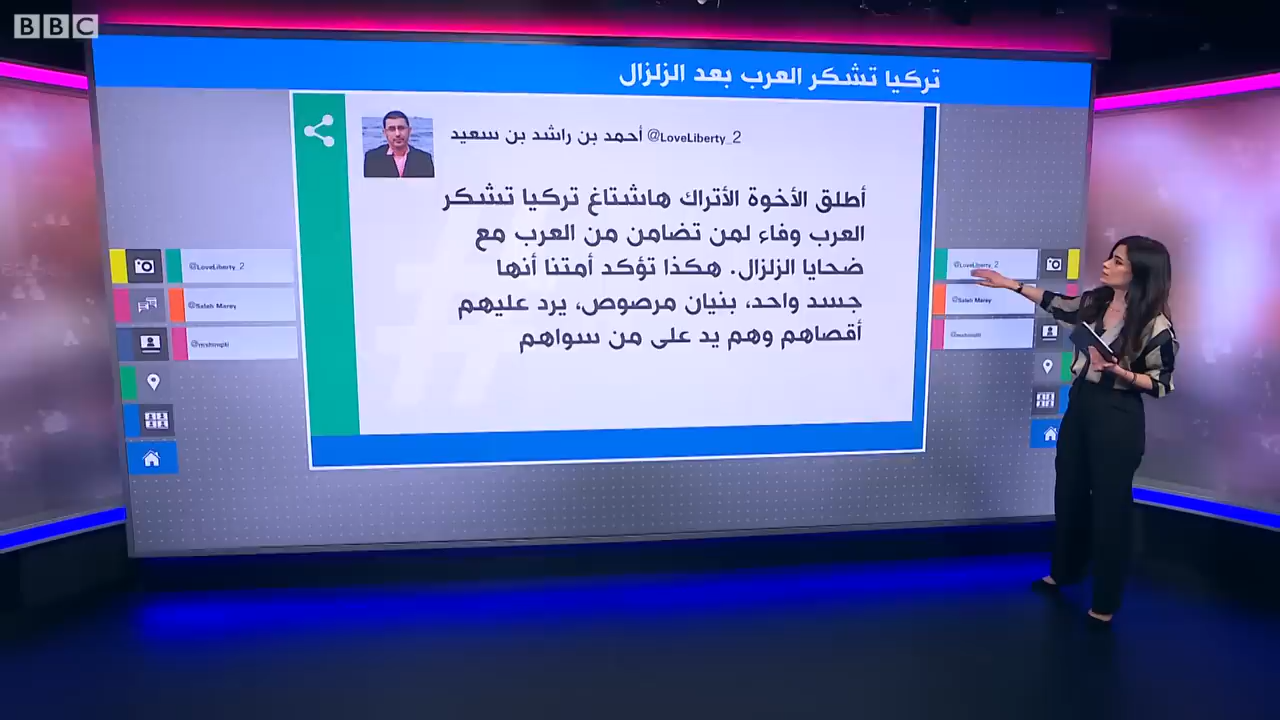 BBC
تركيا تشكر العرب بعد الزلزال
أحمد بن راشد بن سعيد @LoveLiberty_2
أطلق الأخوة الأتراك هاشتاغ تركيا تشكر
العرب وفاء لمن تضامن من العرب مع
ضحايا الزلزال. هكذا تؤكد أمتنا أنها
جسد واحد، بنيان مرصوص، يرد عليهم
أقصاهم وهم يد على من سواهم
@LoveLiberty_2
@Salah Marey
@LoveLiberty_2
@Salah Marey